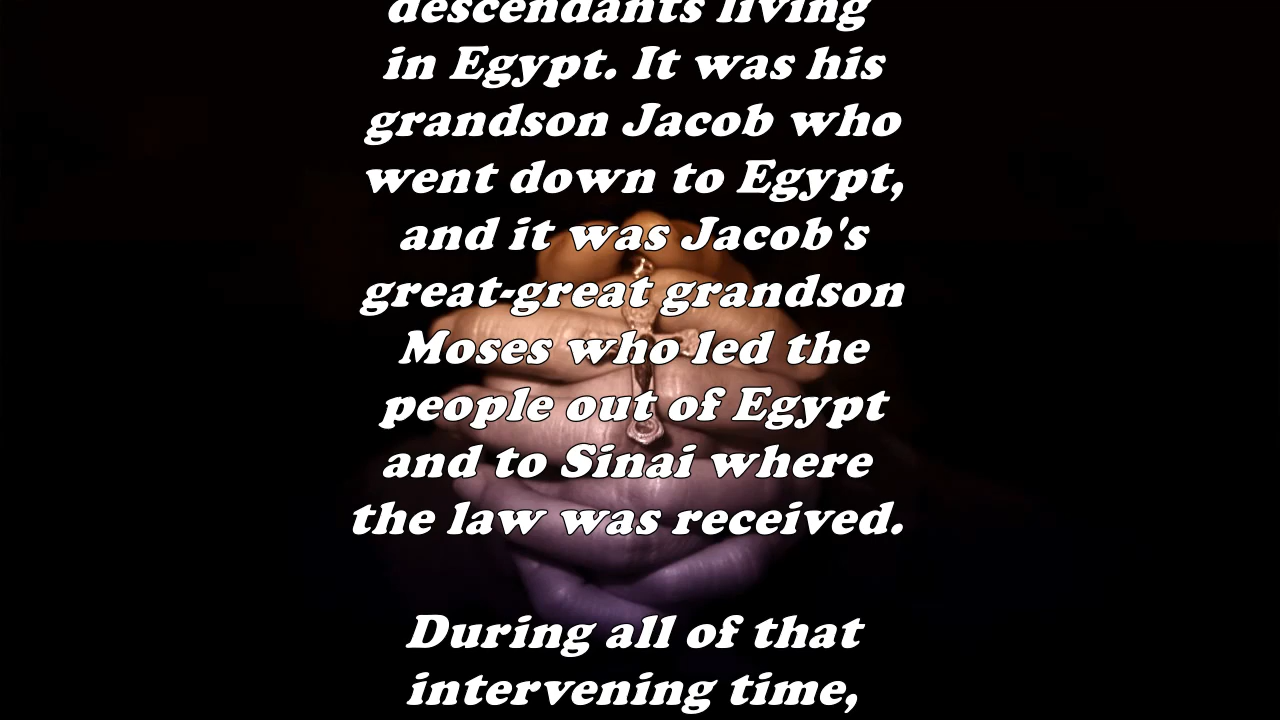 descendants living
in Egypt. It was his
grandson Jacob who
went down to Egypt,
and it was Jacob's
great-great grandson
Moses who led the
people out of Egypt
and to Sinai where
the law was received.
During all of that
intervening time,